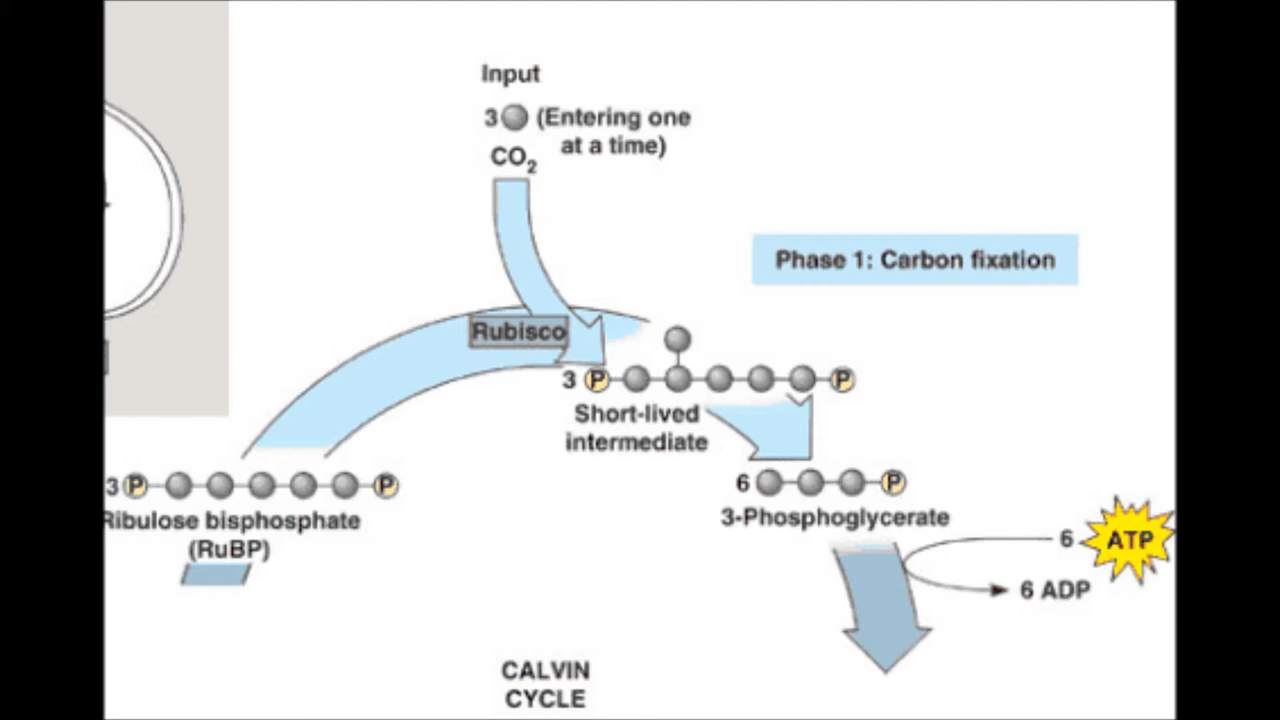 Input
3 (Entering one
at a time)
CO₂
Phase 1: Carbon fixation
Rubisco
3 P P
Short-lived
intermediate
3 P P
Ribulose bisphosphate
(RuBP)
6 P
3-Phosphoglycerate
6 ATP
6 ADP
CALVIN
CYCLE